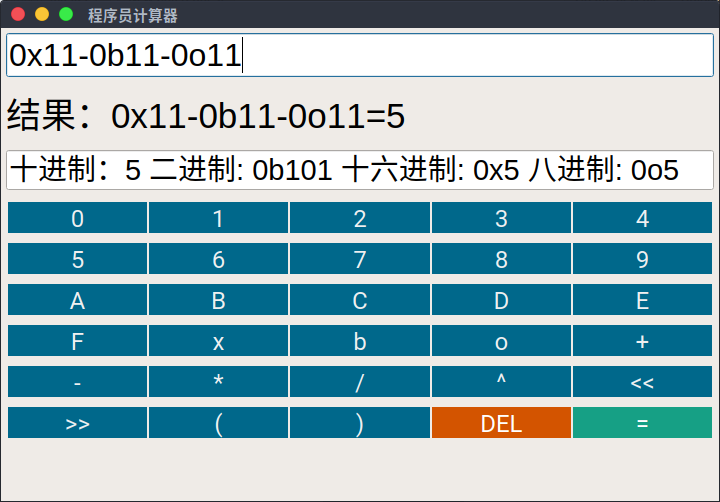 程序员计算器
0x11-0b11-0o11
结果：0x11-0b11-0o11=5
十进制：5 二进制: 0b101 十六进制: 0x5 八进制: 0o5
0 1 2 3 4
5 6 7 8 9
A B C D E
F x b o +
- * / ^ <<
>> ( ) DEL =